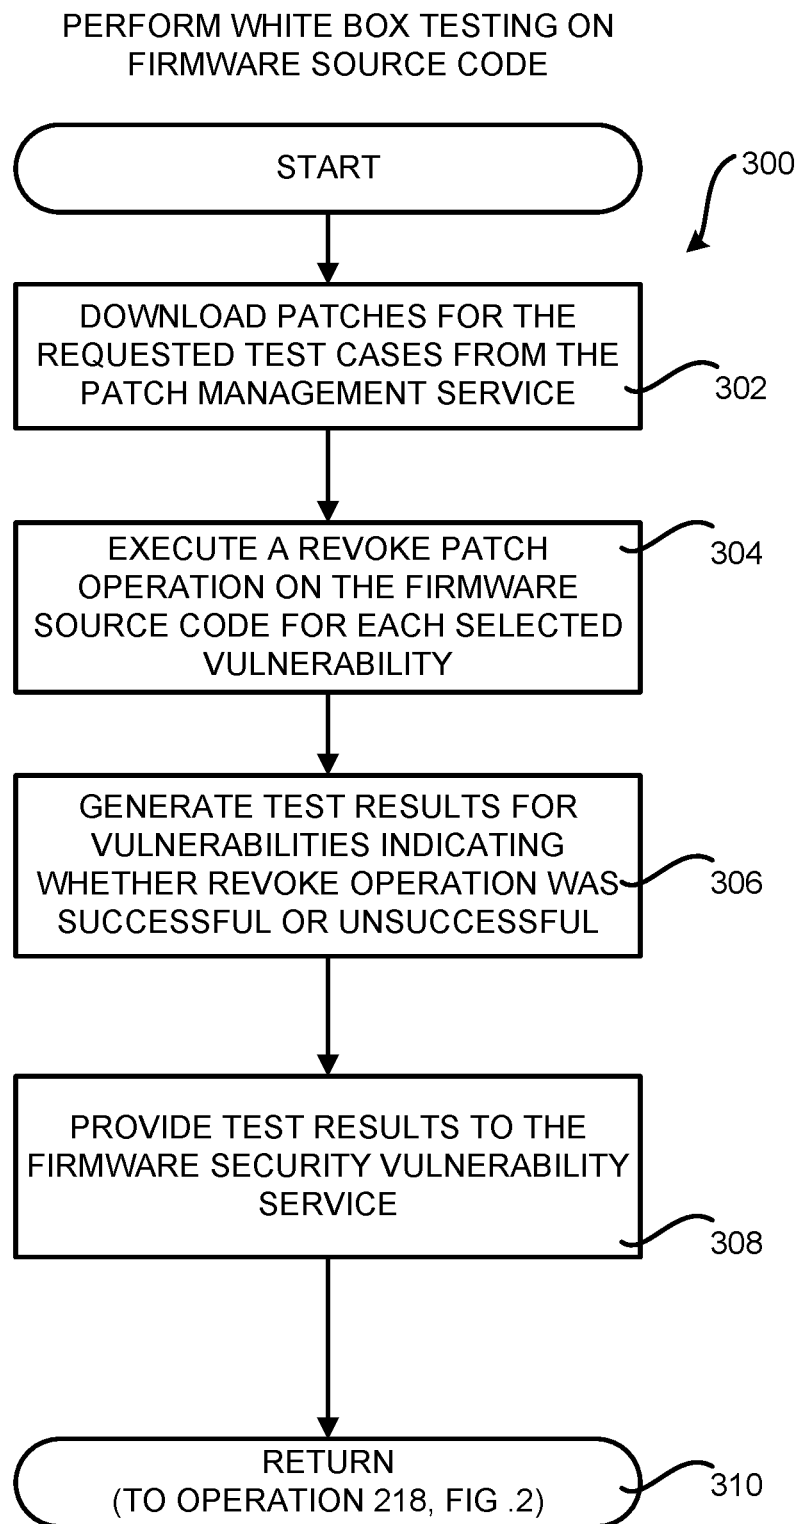 PERFORM WHITE BOX TESTING ON
FIRMWARE SOURCE CODE
START
300
DOWNLOAD PATCHES FOR THE
REQUESTED TEST CASES FROM THE
PATCH MANAGEMENT SERVICE
302
EXECUTE A REVOKE PATCH
OPERATION ON THE FIRMWARE
SOURCE CODE FOR EACH SELECTED
VULNERABILITY
304
GENERATE TEST RESULTS FOR
VULNERABILITIES INDICATING
WHETHER REVOKE OPERATION WAS
SUCCESSFUL OR UNSUCCESSFUL
306
PROVIDE TEST RESULTS TO THE
FIRMWARE SECURITY VULNERABILITY
SERVICE
308
RETURN
(TO OPERATION 218, FIG .2)
310